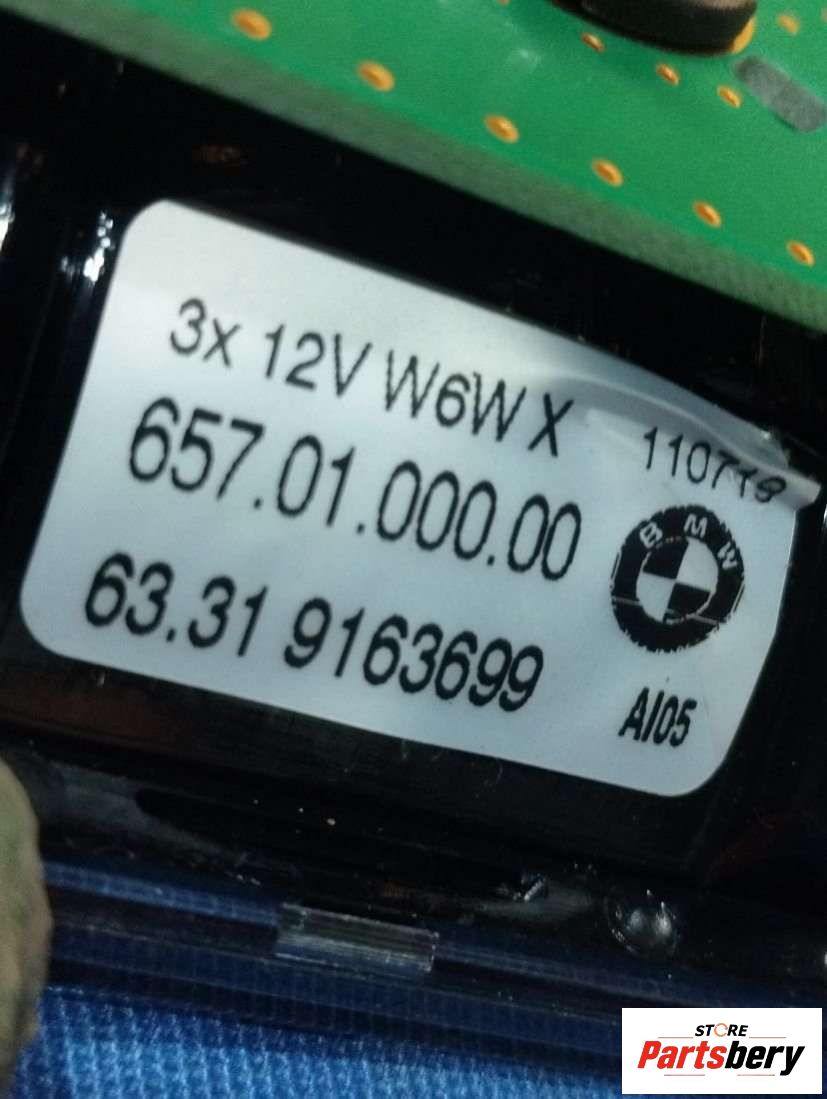 3x 12V W6W X
110719
657.01.000.00
BMW
63.31 9163699
AI05
STORE
Partsbery